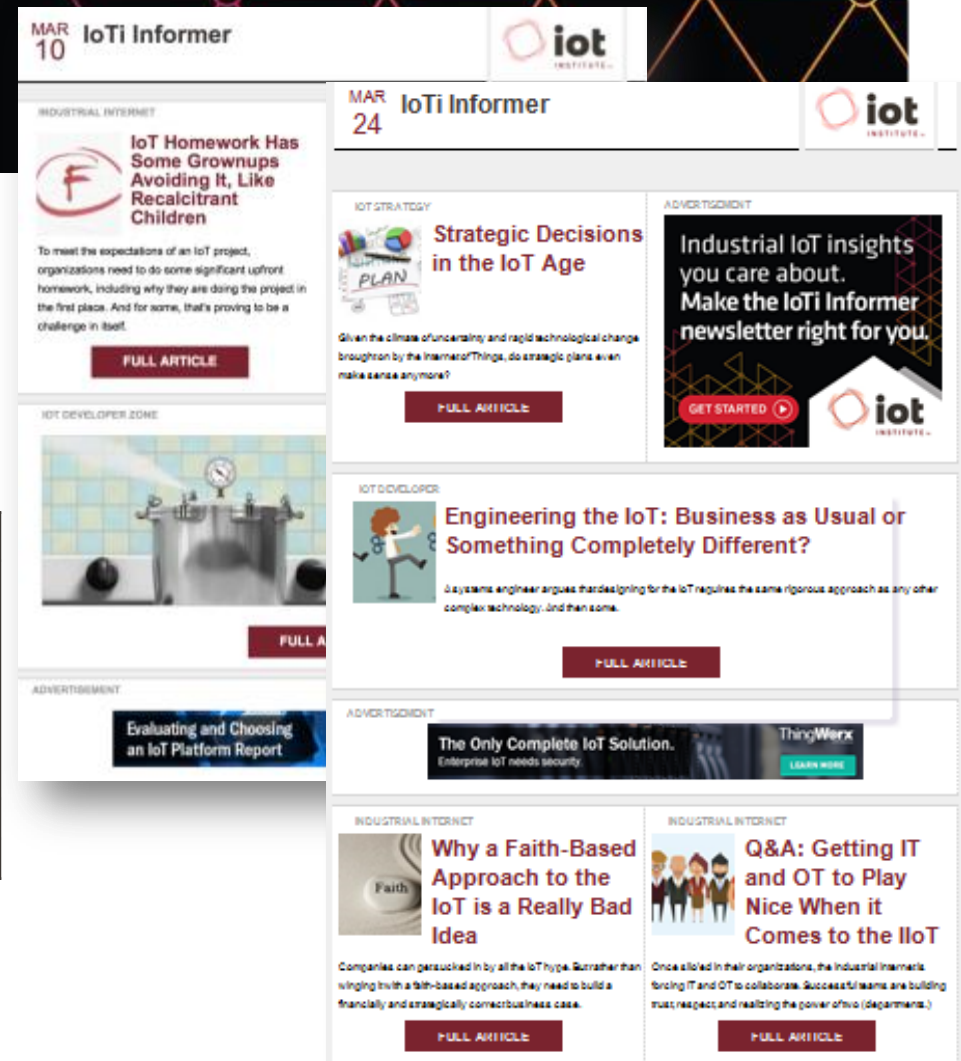 MAR
10
IoTi Informer
iot
INSTITUTE
INDUSTRIAL INTERNET
F
IoT Homework Has
Some Grownups
Avoiding It, Like
Recalcitrant
Children
To meet the expectations of an IoT project,
organizations need to do some significant upfront
homework, including why they are doing the project in
the first place. And for some, that's proving to be a
challenge in itself.
FULL ARTICLE
IOT DEVELOPER ZONE
FULL A
ADVERTISEMENT
Evaluating and Choosing
an IoT Platform Report
MAR
24
IoTi Informer
iot
INSTITUTE
IOT STRATEGY
PLAN
Strategic Decisions
in the IoT Age
Given the climate of uncertainty and rapid technological change
brought on by the Internet of Things, do strategic plans even
make sense anymore?
FULL ARTICLE
ADVERTISEMENT
Industrial IoT insights
you care about.
Make the IoTi Informer
newsletter right for you.
GET STARTED
iot
INSTITUTE
IOT DEVELOPER
Engineering the IoT: Business as Usual or
Something Completely Different?
A systems engineer argues that designing for the IoT requires the same rigorous approach as any other
complex technology. And then some.
FULL ARTICLE
ADVERTISEMENT
The Only Complete IoT Solution.
Enterprise IoT needs security.
ThingWorx
LEARN MORE
INDUSTRIAL INTERNET
Faith
Why a Faith-Based
Approach to the
IoT is a Really Bad
Idea
Companies can get sucked in by all the IoT hype. But rather than
winging it with a faith-based approach, they need to build a
financially and strategically correct business case.
FULL ARTICLE
INDUSTRIAL INTERNET
Q&A: Getting IT
and OT to Play
Nice When it
Comes to the IIoT
Once silo'ed in their organizations, the industrial internet is
forcing IT and OT to collaborate. Successful teams are building
trust, respect, and realizing the power of two (departments.)
FULL ARTICLE